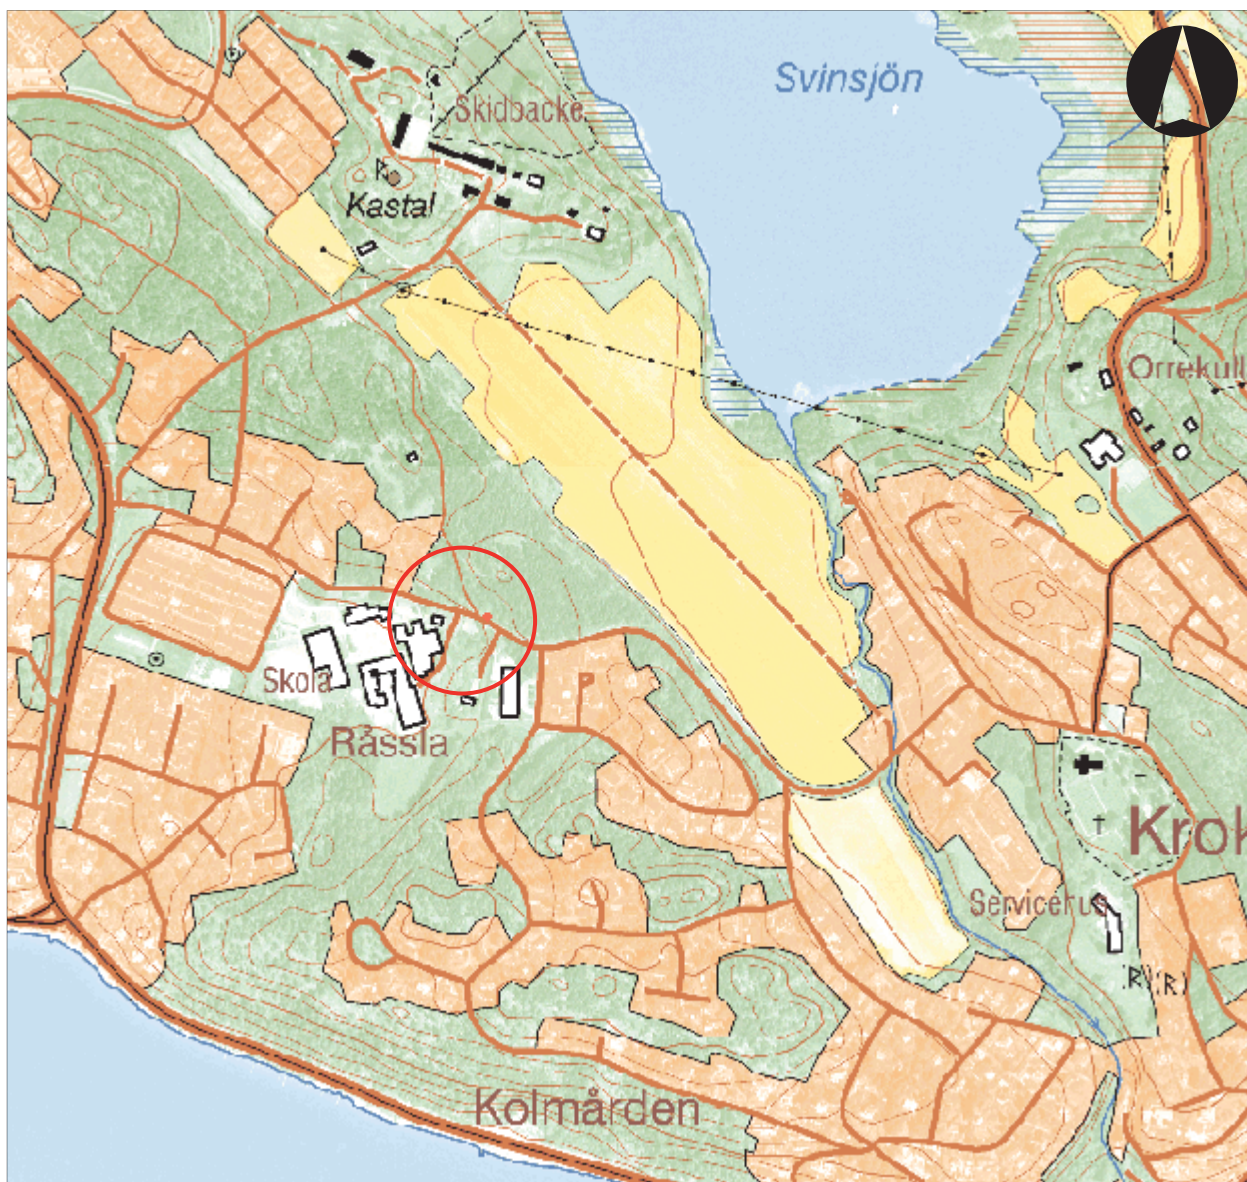 Svinsjön
Skidbacke
R
Kastal
Orrekull
Skola
Råssla
Krok
Servicehus
(R) (R)
Kolmården